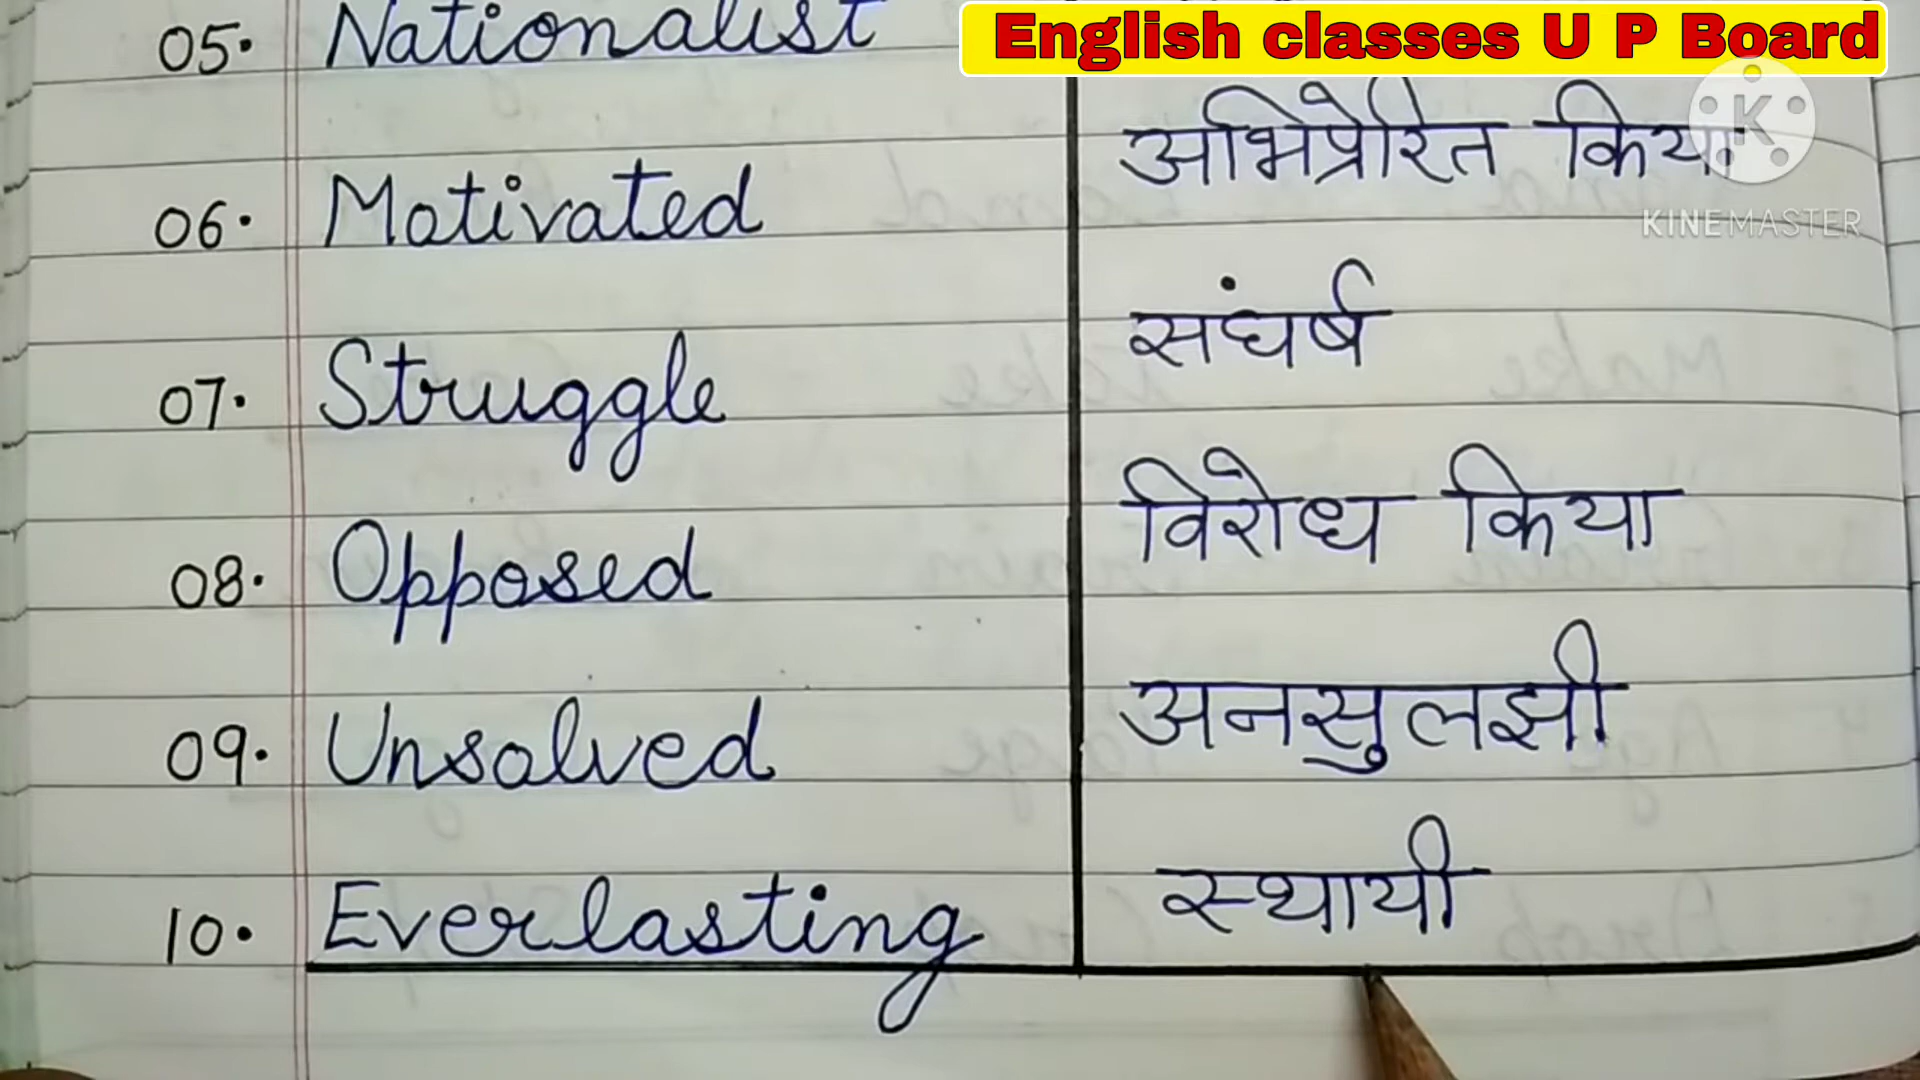 English classes U P Board
05. Nationalist
06. Motivated अभिप्रेरित किया
07. Struggle संघर्ष
08. Opposed विरोध किया
09. Unsolved अनसुलझी
10. Everlasting स्थायी
K
KINEMASTER